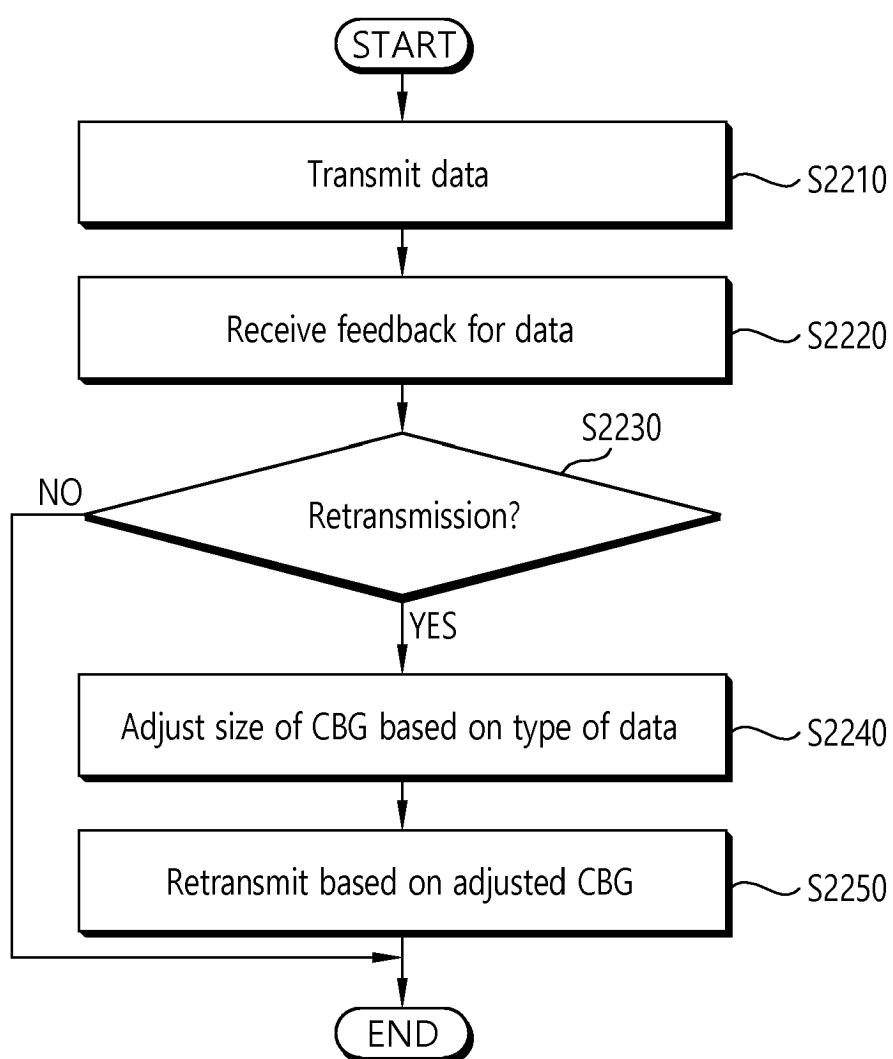 START
Transmit data
S2210
Receive feedback for data
S2220
S2230
NO
Retransmission?
YES
Adjust size of CBG based on type of data
S2240
Retransmit based on adjusted CBG
S2250
END